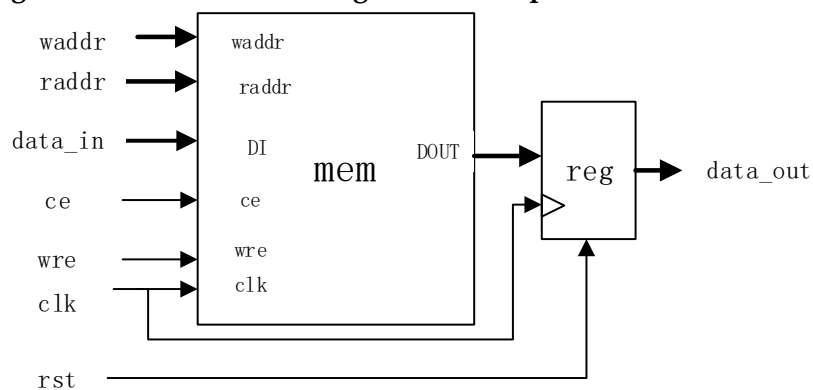 waddr
raddr
data_in
ce
wre
clk
rst
waddr
raddr
DI
ce
wre
clk
mem
DOUT
reg
data_out